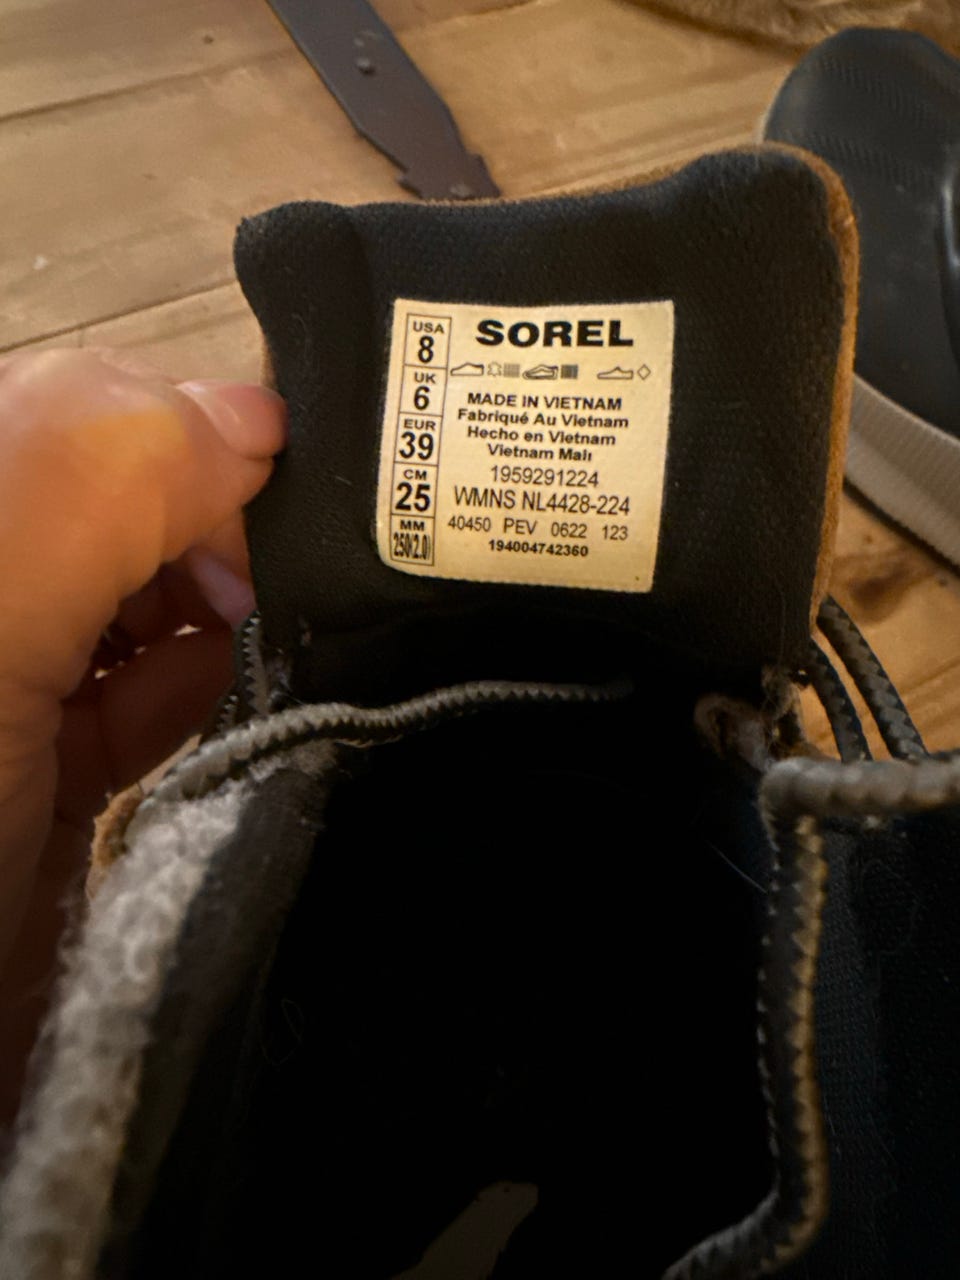 SOREL
USA
8
UK
6
EUR
39
CM
25
MM
250(2.0)
MADE IN VIETNAM
Fabriqué Au Vietnam
Hecho en Vietnam
Vietnam Malı
1959291224
WMNS NL4428-224
40450 PEV 0622 123
194004742360